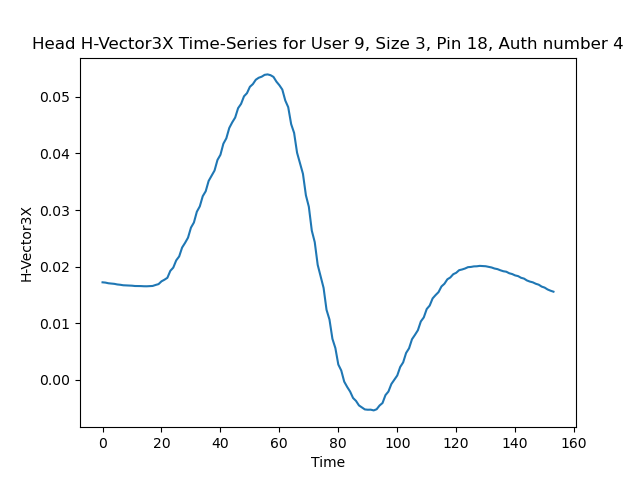 Head H-Vector3X Time-Series for User 9, Size 3, Pin 18, Auth number 4
0.05
0.04
0.03
0.02
0.01
0.00
H-Vector3X
0 20 40 60 80 100 120 140 160
Time